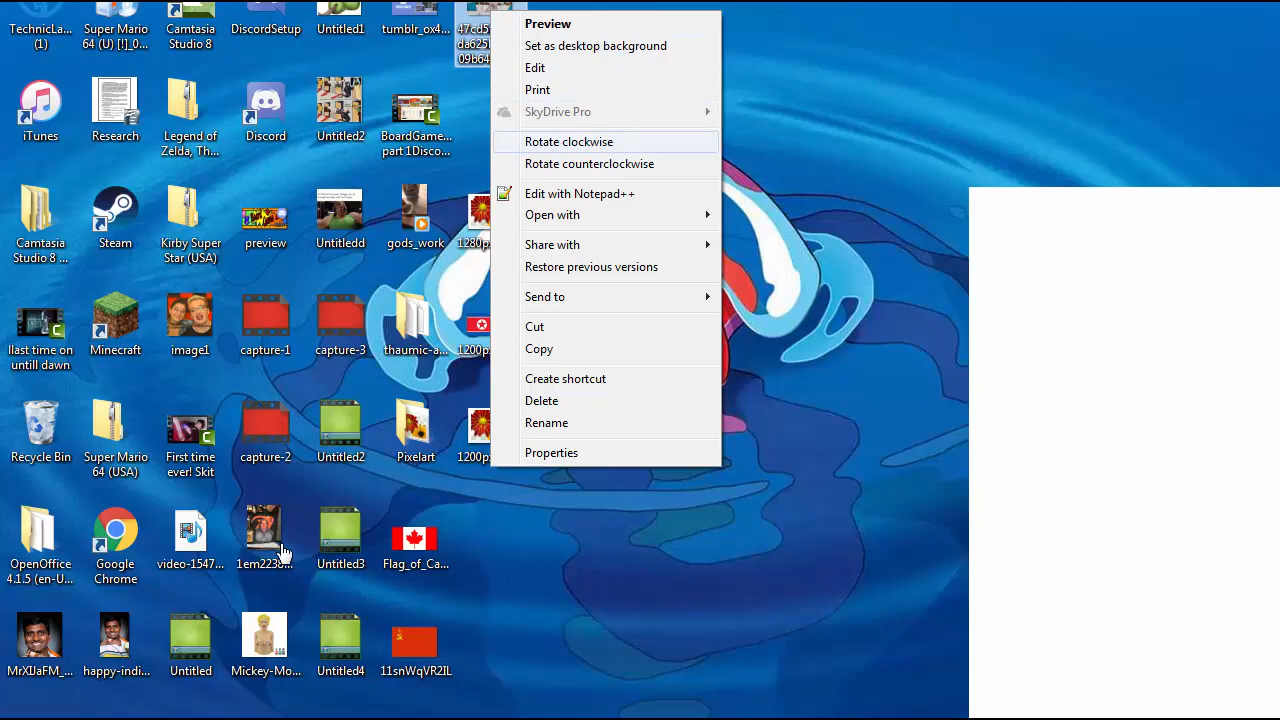 TechnicLa...
(1)
Super Mario
64 (U) [!]_0...
Camtasia
Studio 8
DiscordSetup
Untitled1
tumblr_ox4...
47cd5
da625
09b64
iTunes
Research
Legend of
Zelda, Th...
Discord
Untitled2
BoardGame...
part 1Disco...
Camtasia
Studio 8 ...
Steam
Kirby Super
Star (USA)
preview
Untitledd
gods_work
1280p
llast time on
untill dawn
Minecraft
image1
capture-1
capture-3
thaumic-a...
1200p
Recycle Bin
Super Mario
64 (USA)
First time
ever! Skit
capture-2
Untitled2
Pixelart
1200p
OpenOffice
4.1.5 (en-U...
Google
Chrome
video-1547...
1em2238...
Untitled3
Flag_of_Ca...
MrXIJaFM_...
happy-indi...
Untitled
Mickey-Mo...
Untitled4
11snWqVR2IL
Preview
Set as desktop background
Edit
Print
SkyDrive Pro
Rotate clockwise
Rotate counterclockwise
Edit with Notepad++
Open with
Share with
Restore previous versions
Send to
Cut
Copy
Create shortcut
Delete
Rename
Properties